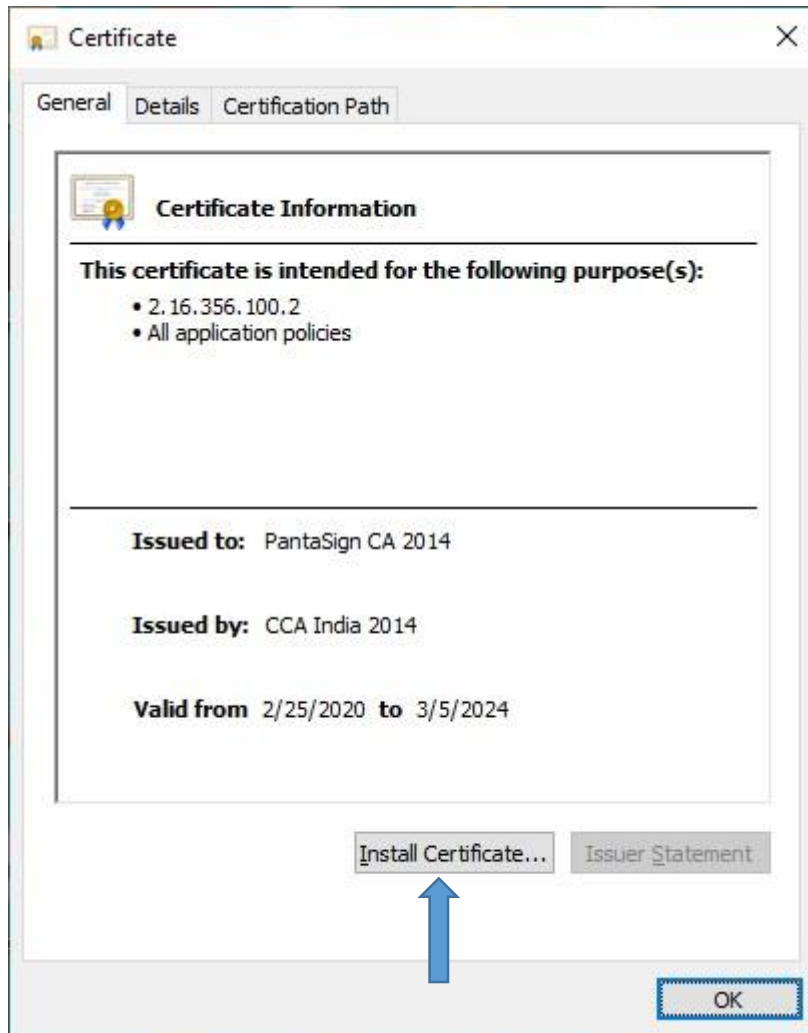 Certificate
General Details Certification Path
Certificate Information
This certificate is intended for the following purpose(s):
• 2.16.356.100.2
• All application policies
Issued to: PantaSign CA 2014
Issued by: CCA India 2014
Valid from 2/25/2020 to 3/5/2024
Install Certificate... Issuer Statement
OK